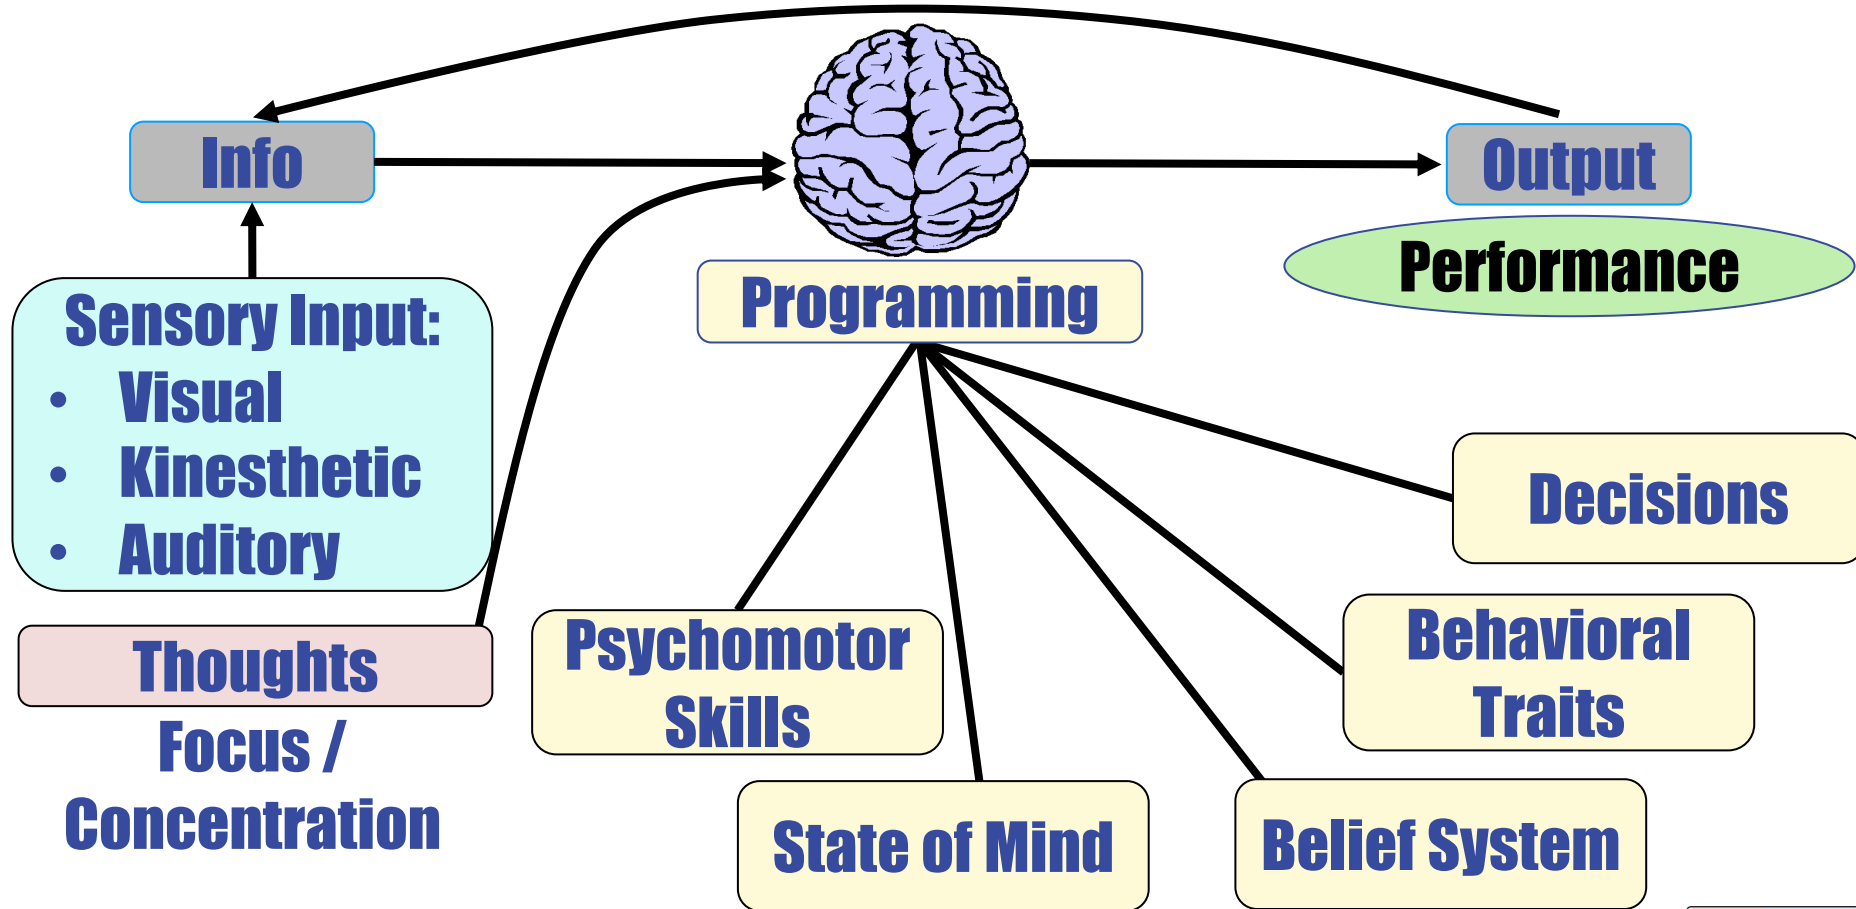 Info
Output
Performance
Programming
Sensory Input:
• Visual
• Kinesthetic
• Auditory
Thoughts
Focus /
Concentration
Psychomotor
Skills
State of Mind
Belief System
Behavioral
Traits
Decisions